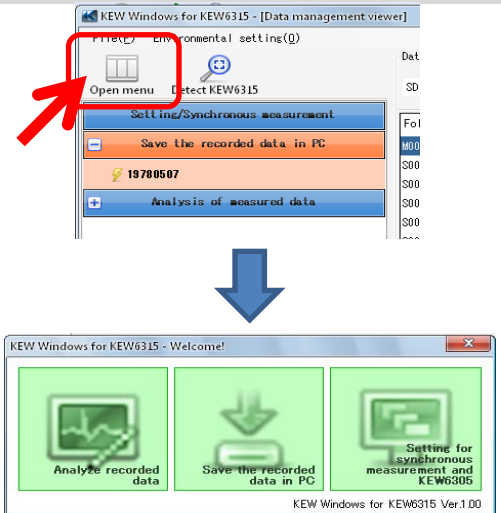 KEW Windows for KEW6315 - [Data management viewer]
File(F) Environmental setting(O)
Open menu
Detect KEW6315
Dat
SD
Setting/Synchronous measurement
Fol
Save the recorded data in PC
M00
S00
19780507
S00
S00
Analysis of measured data
S00
KEW Windows for KEW6315 - Welcome!
Analyze recorded
data
Save the recorded
data in PC
Setting for
synchronous
measurement and
KEW6305
KEW Windows for KEW6315 Ver.1.00